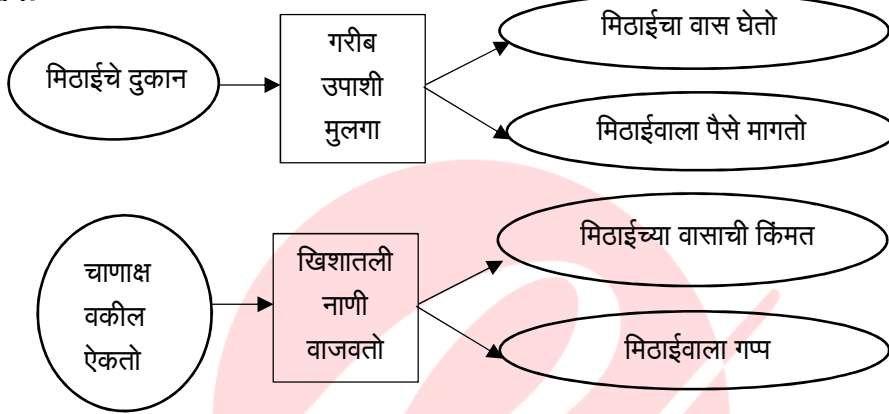 मिठाईचे दुकान
गरीब
उपाशी
मुलगा
मिठाईचा वास घेतो
मिठाईवाला पैसे मागतो
चाणाक्ष
वकील
ऐकतो
खिशातली
नाणी
वाजवतो
मिठाईच्या वासाची किंमत
मिठाईवाला गप्प